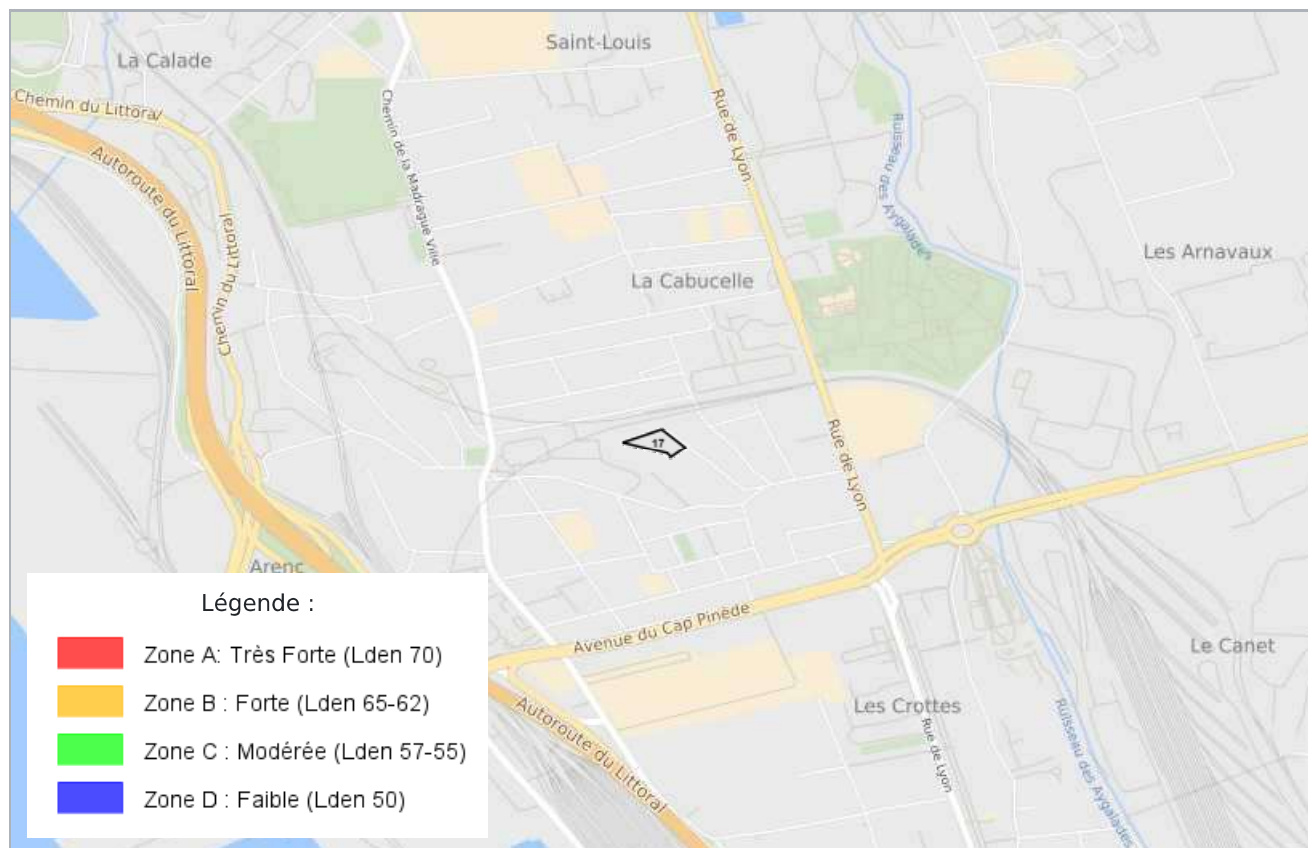 Saint-Louis
La Calade
Chemin du Littoral
Rue de Lyon
Chemin de la Madrague Ville
Ruisseau des Aygalades
Autoroute du Littoral
Chemin du Littoral
Les Arnavaux
La Cabucelle
17
Rue de Lyon
Arenc
Avenue du Cap Pinède
Le Canet
Les Crottes
Autoroute du Littoral
Rue de Lyon
Ruisseau des Aygalades
Légende :
Zone A: Très Forte (Lden 70)
Zone B : Forte (Lden 65-62)
Zone C : Modérée (Lden 57-55)
Zone D : Faible (Lden 50)